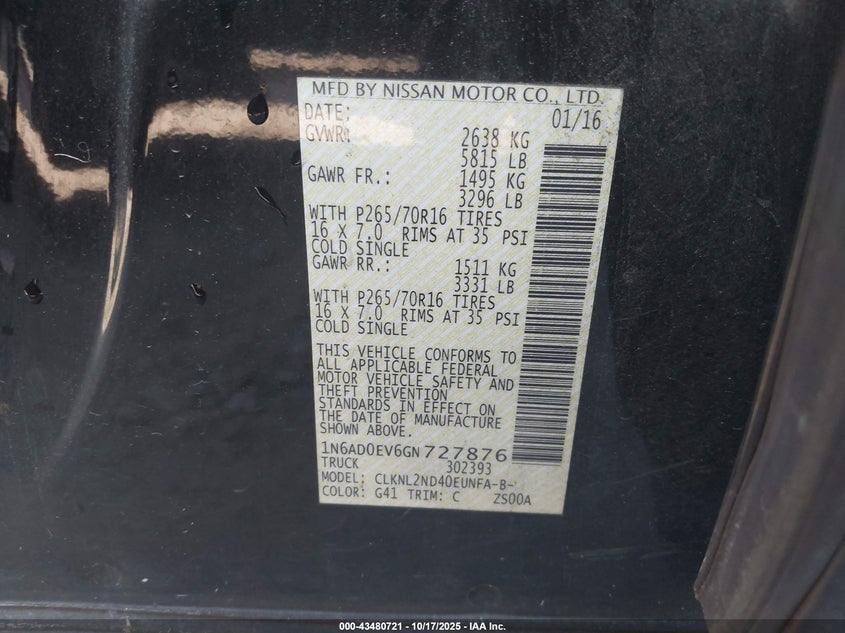 MFD BY NISSAN MOTOR CO., LTD.
DATE: 01/16
GVWR: 2638 KG
5815 LB
GAWR FR.: 1495 KG
3296 LB
WITH P265/70R16 TIRES
16 X 7.0 RIMS AT 35 PSI
COLD SINGLE
GAWR RR.: 1511 KG
3331 LB
WITH P265/70R16 TIRES
16 X 7.0 RIMS AT 35 PSI
COLD SINGLE
THIS VEHICLE CONFORMS TO
ALL APPLICABLE FEDERAL
MOTOR VEHICLE SAFETY AND
THEFT PREVENTION
STANDARDS IN EFFECT ON
THE DATE OF MANUFACTURE
SHOWN ABOVE.
1N6AD0EV6GN727876
TRUCK 302393
MODEL: CLKNL2ND40EUNFA-B-
COLOR: G41 TRIM: C ZS00A
000-43480721 - 10/17/2025 - IAA Inc.